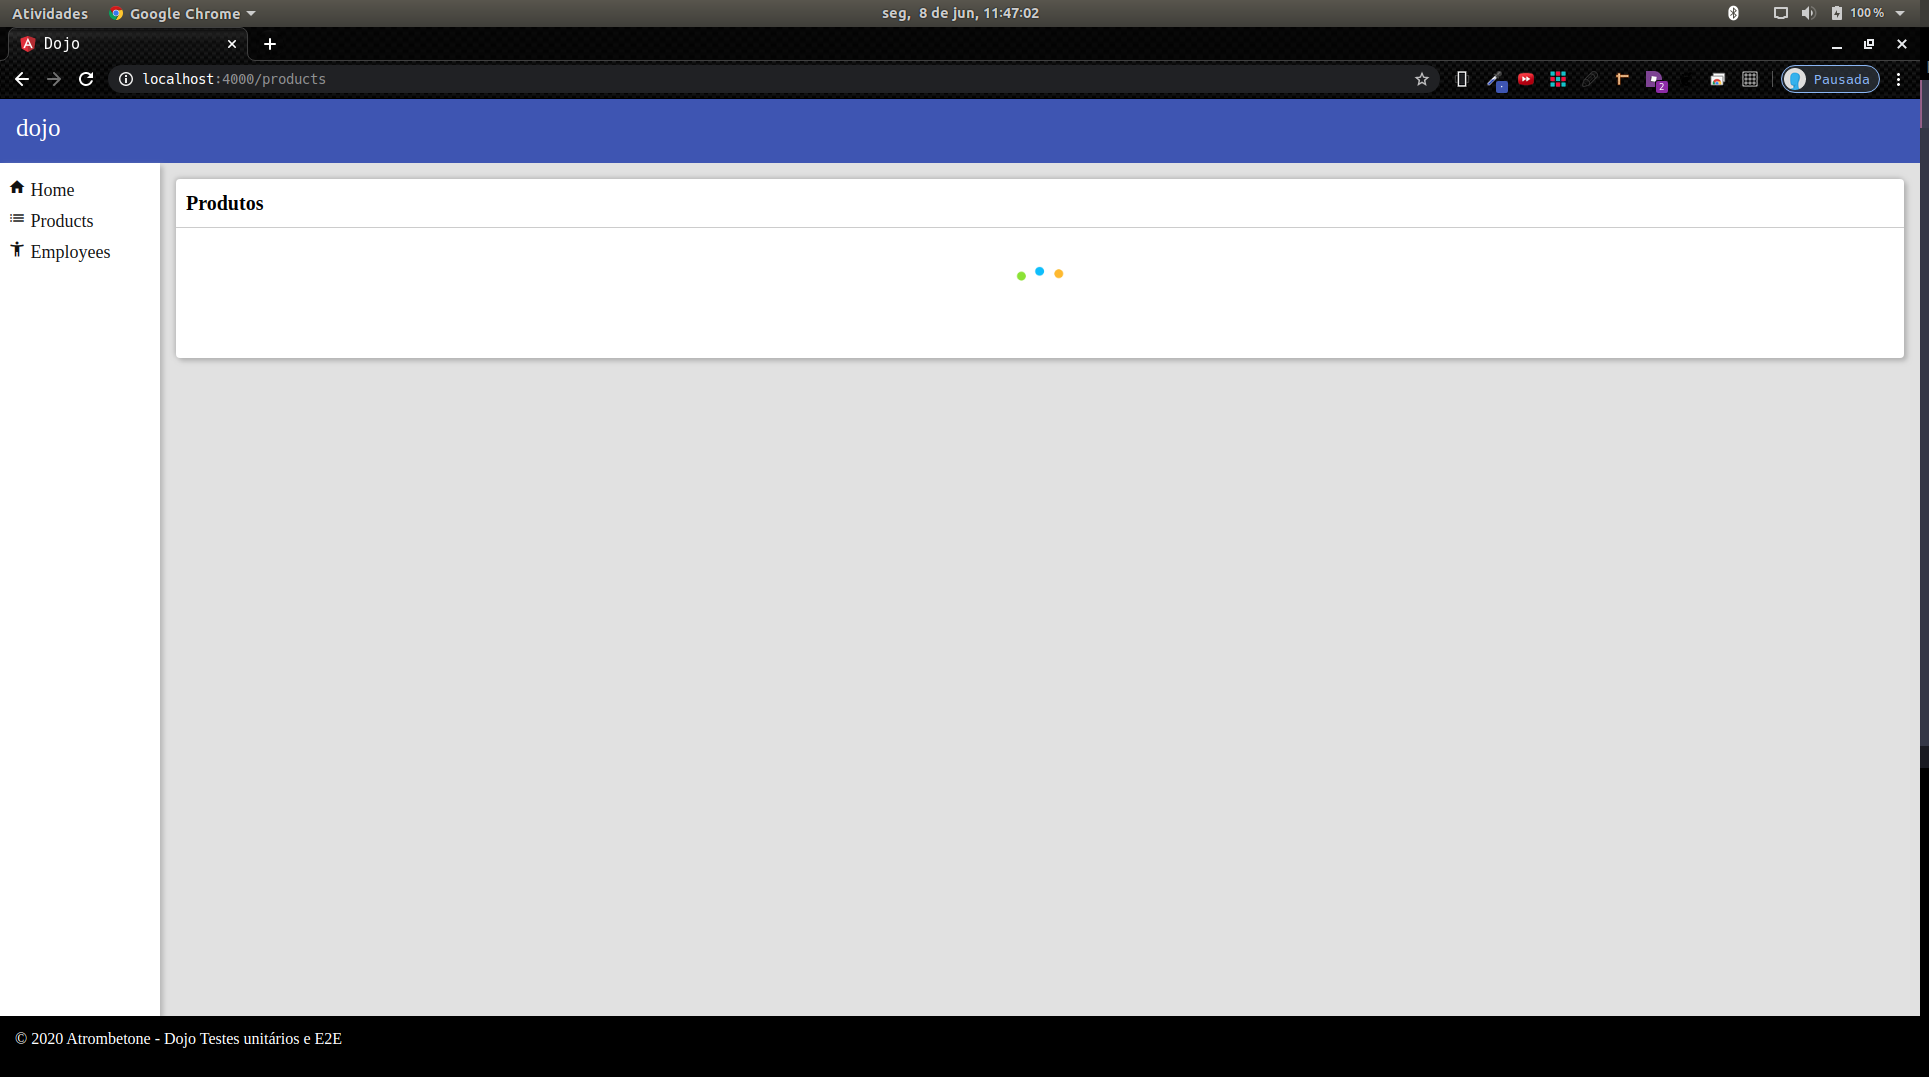 Atividades Google Chrome seg, 8 de jun, 11:47:02 100%
Dojo
localhost:4000/products 2 Pausada
dojo
Home
Products
Employees
Produtos
© 2020 Atrombetone - Dojo Testes unitários e E2E